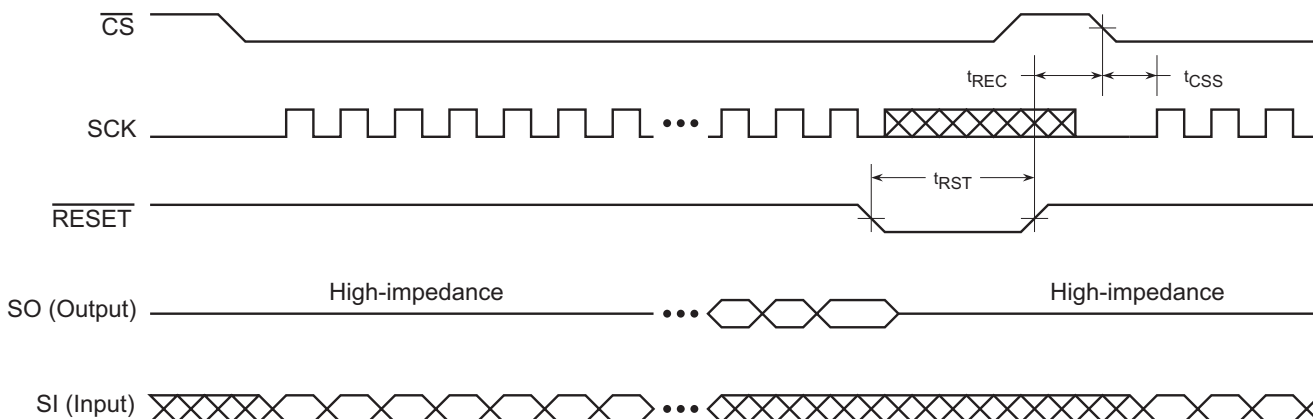 CS
tREC
tCSS
SCK
tRST
RESET
High-impedance
High-impedance
SO (Output)
SI (Input)